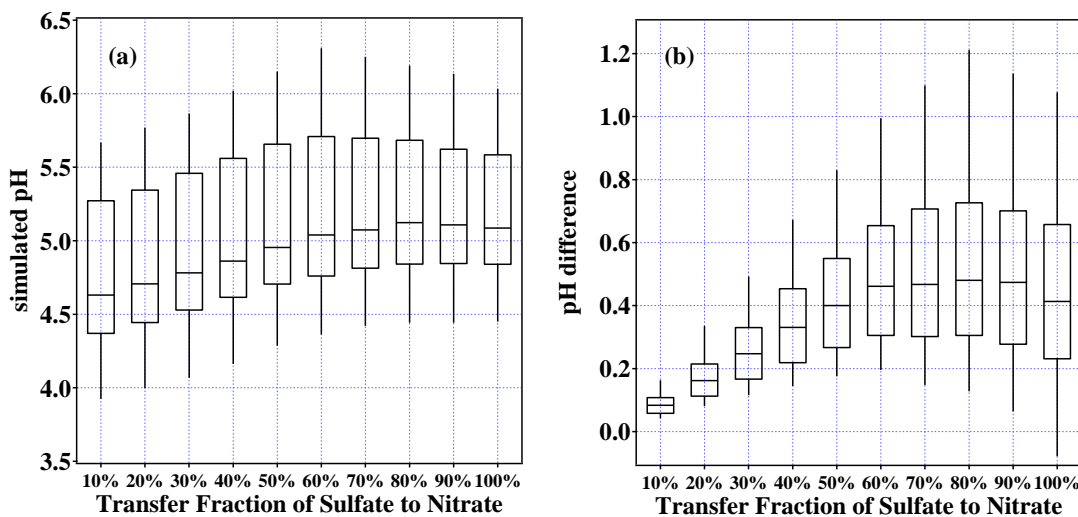 (a)
simulated pH
6.5
6.0
5.5
5.0
4.5
4.0
3.5
10% 20% 30% 40% 50% 60% 70% 80% 90% 100%
Transfer Fraction of Sulfate to Nitrate
(b)
pH difference
1.2
1.0
0.8
0.6
0.4
0.2
0.0
10% 20% 30% 40% 50% 60% 70% 80% 90% 100%
Transfer Fraction of Sulfate to Nitrate